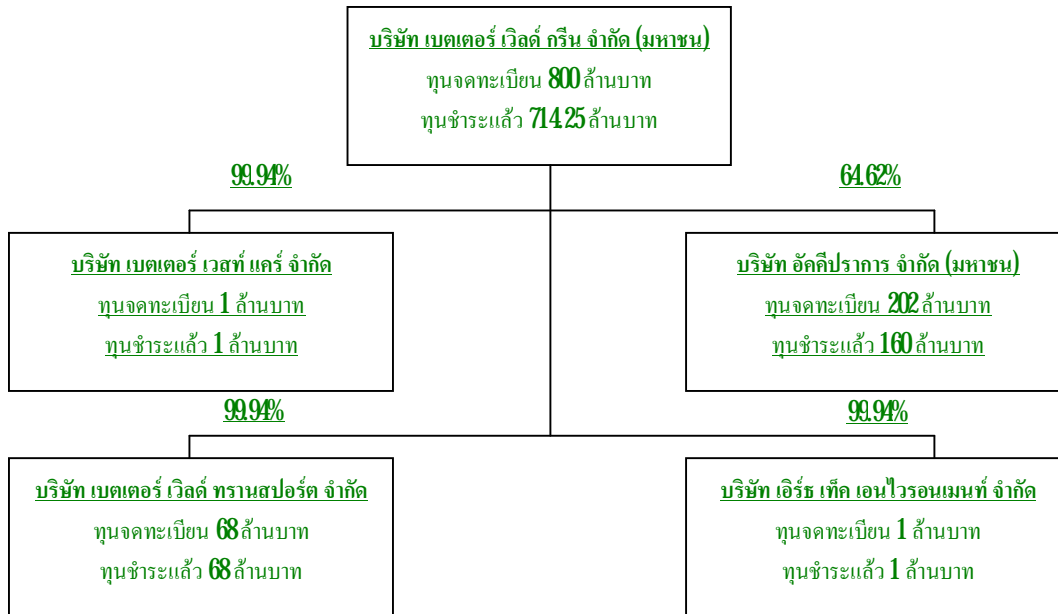 บริษัท เบตเตอร์ เวิลด์ กรีน จำกัด (มหาชน)
ทุนจดทะเบียน 800 ล้านบาท
ทุนชำระแล้ว 714.25 ล้านบาท
99.94%
64.62%
บริษัท เบตเตอร์ เวสท์ แคร์ จำกัด
ทุนจดทะเบียน 1 ล้านบาท
ทุนชำระแล้ว 1 ล้านบาท
บริษัท อัคคีปราการ จำกัด (มหาชน)
ทุนจดทะเบียน 202 ล้านบาท
ทุนชำระแล้ว 160 ล้านบาท
99.94%
99.94%
บริษัท เบตเตอร์ เวิลด์ ทรานสปอร์ต จำกัด
ทุนจดทะเบียน 68 ล้านบาท
ทุนชำระแล้ว 68 ล้านบาท
บริษัท เอิร์ธ เท็ค เอนไวรอนเมนท์ จำกัด
ทุนจดทะเบียน 1 ล้านบาท
ทุนชำระแล้ว 1 ล้านบาท